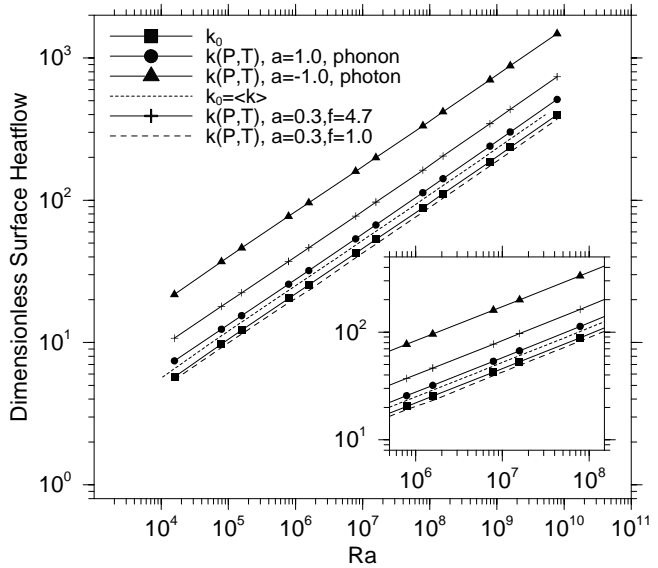 k₀
k(P,T), a=1.0, phonon
k(P,T), a=-1.0, photon
k₀=<k>
k(P,T), a=0.3,f=4.7
k(P,T), a=0.3,f=1.0
Dimensionless Surface Heatflow
10³
10²
10¹
10⁰
10²
10¹
10⁶ 10⁷ 10⁸
10⁴ 10⁵ 10⁶ 10⁷ 10⁸ 10⁹ 10¹⁰ 10¹¹
Ra